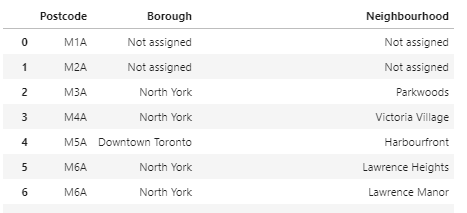 Postcode Borough Neighbourhood
0 M1A Not assigned Not assigned
1 M2A Not assigned Not assigned
2 M3A North York Parkwoods
3 M4A North York Victoria Village
4 M5A Downtown Toronto Harbourfront
5 M6A North York Lawrence Heights
6 M6A North York Lawrence Manor